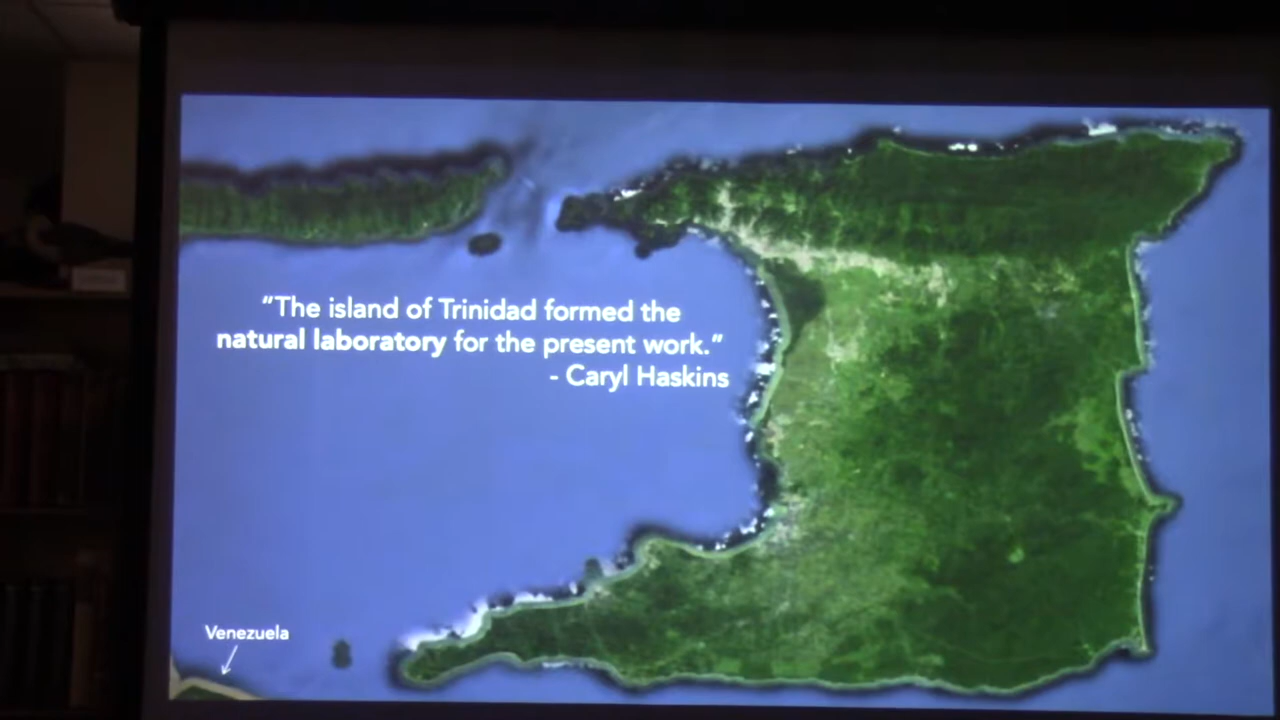 “The island of Trinidad formed the
natural laboratory for the present work.”
- Caryl Haskins
Venezuela